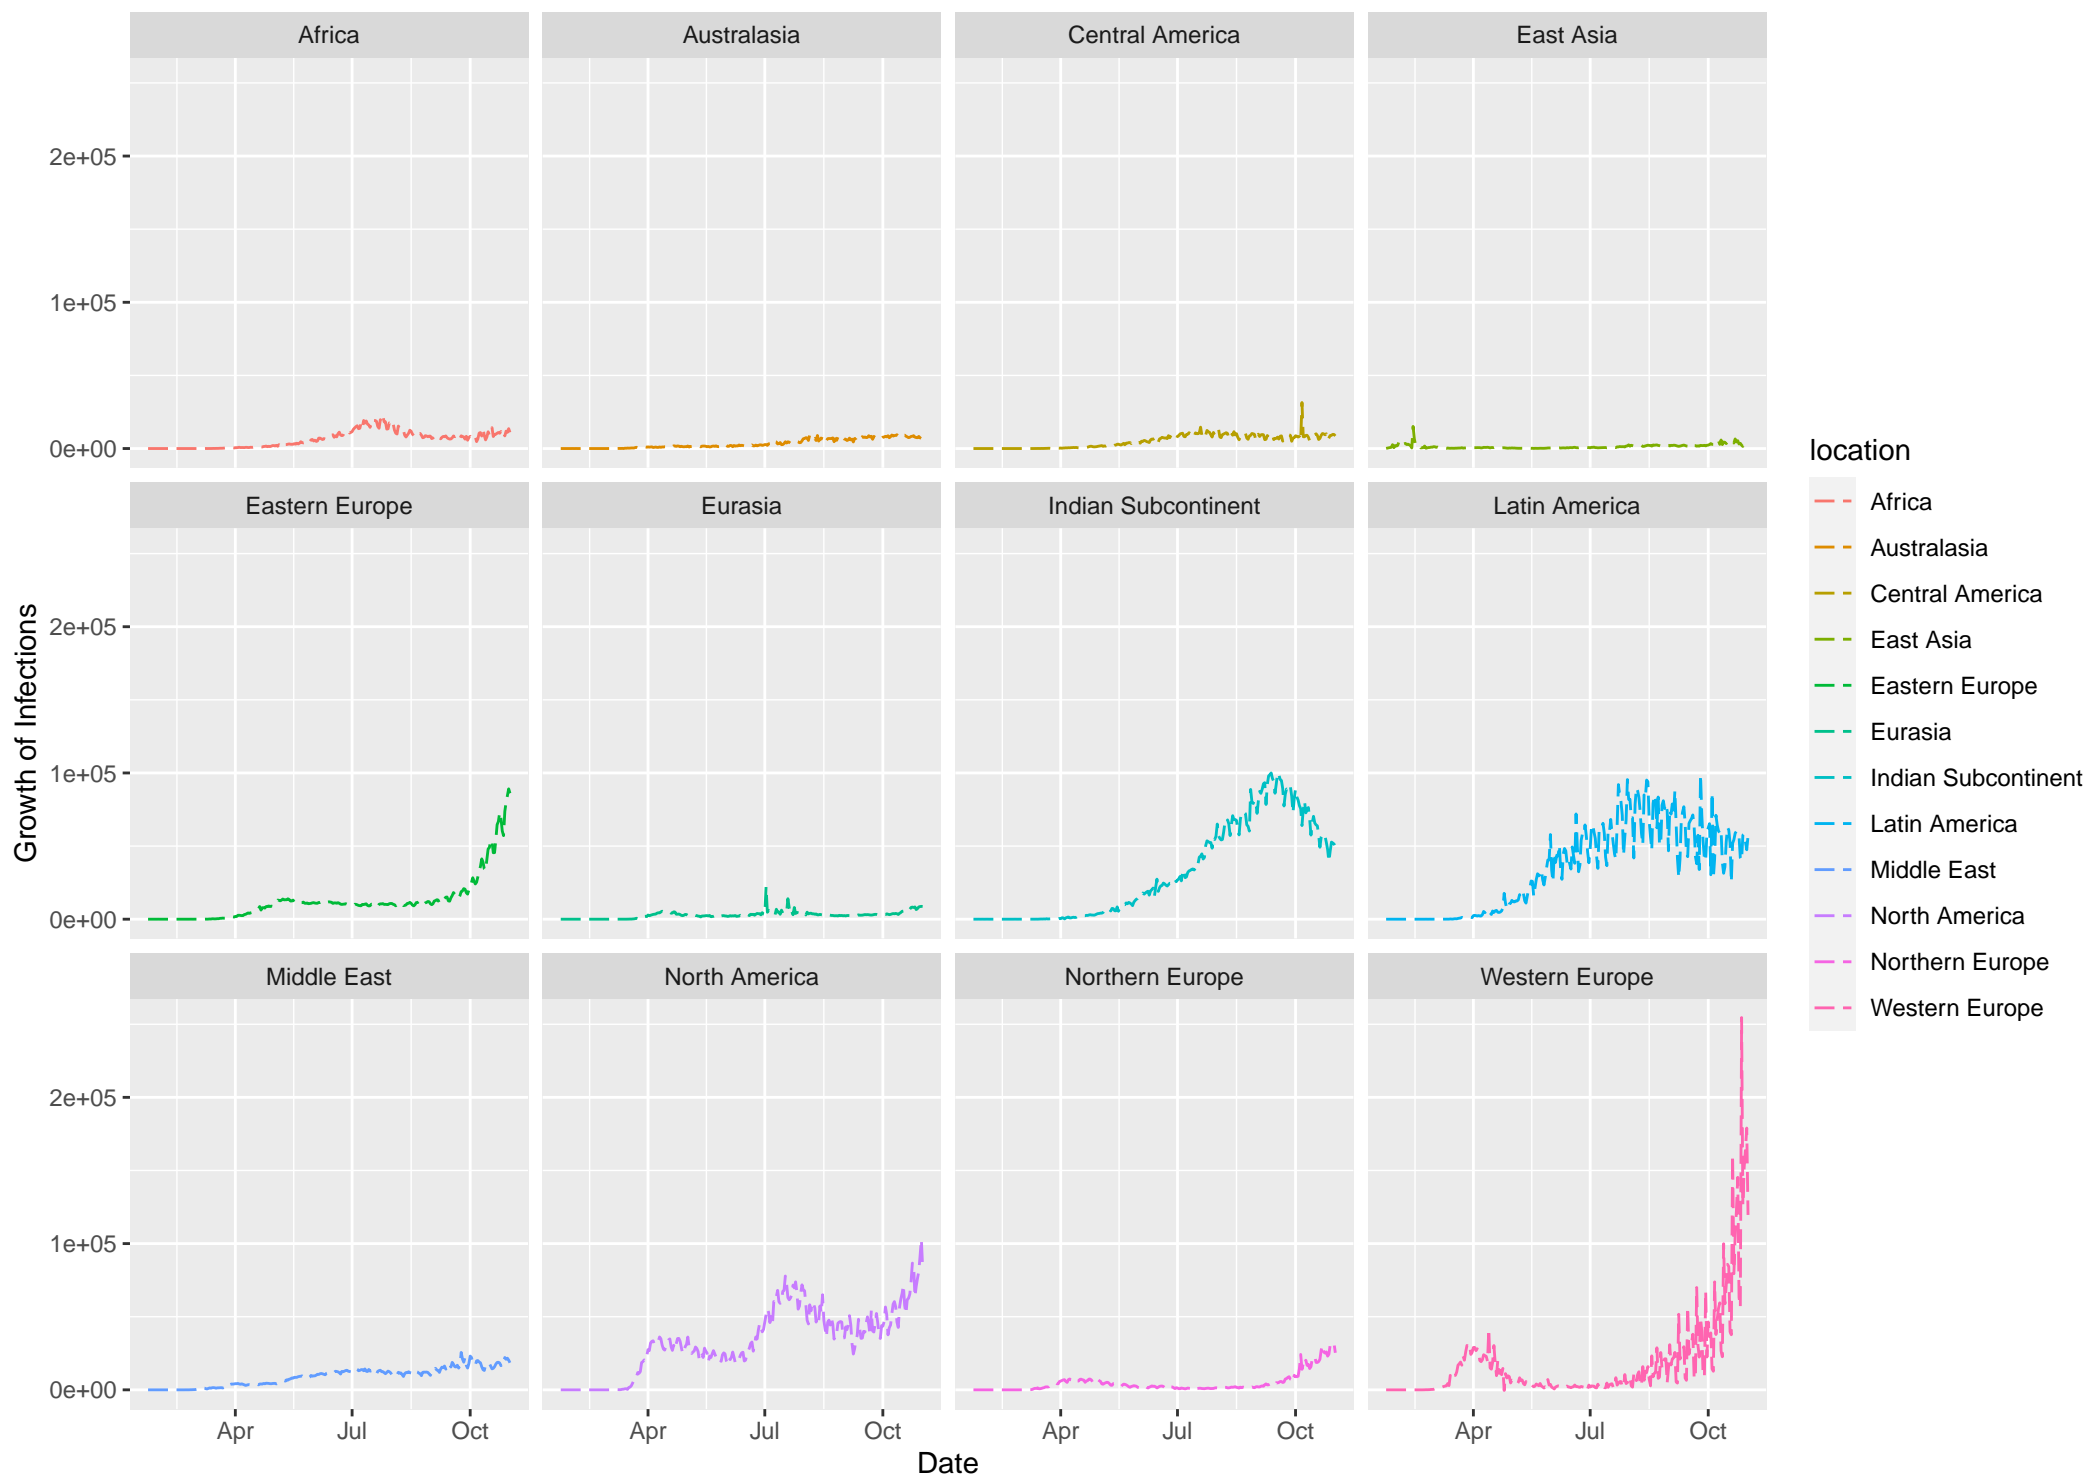 Africa
Australasia
Central America
East Asia
2e+05
1e+05
0e+00
Eastern Europe
Eurasia
Indian Subcontinent
Latin America
2e+05
1e+05
0e+00
Middle East
North America
Northern Europe
Western Europe
2e+05
1e+05
0e+00
Apr
Jul
Oct
Apr
Jul
Oct
Apr
Jul
Oct
Apr
Jul
Oct
Date
Growth of Infections
location
Africa
Australasia
Central America
East Asia
Eastern Europe
Eurasia
Indian Subcontinent
Latin America
Middle East
North America
Northern Europe
Western Europe